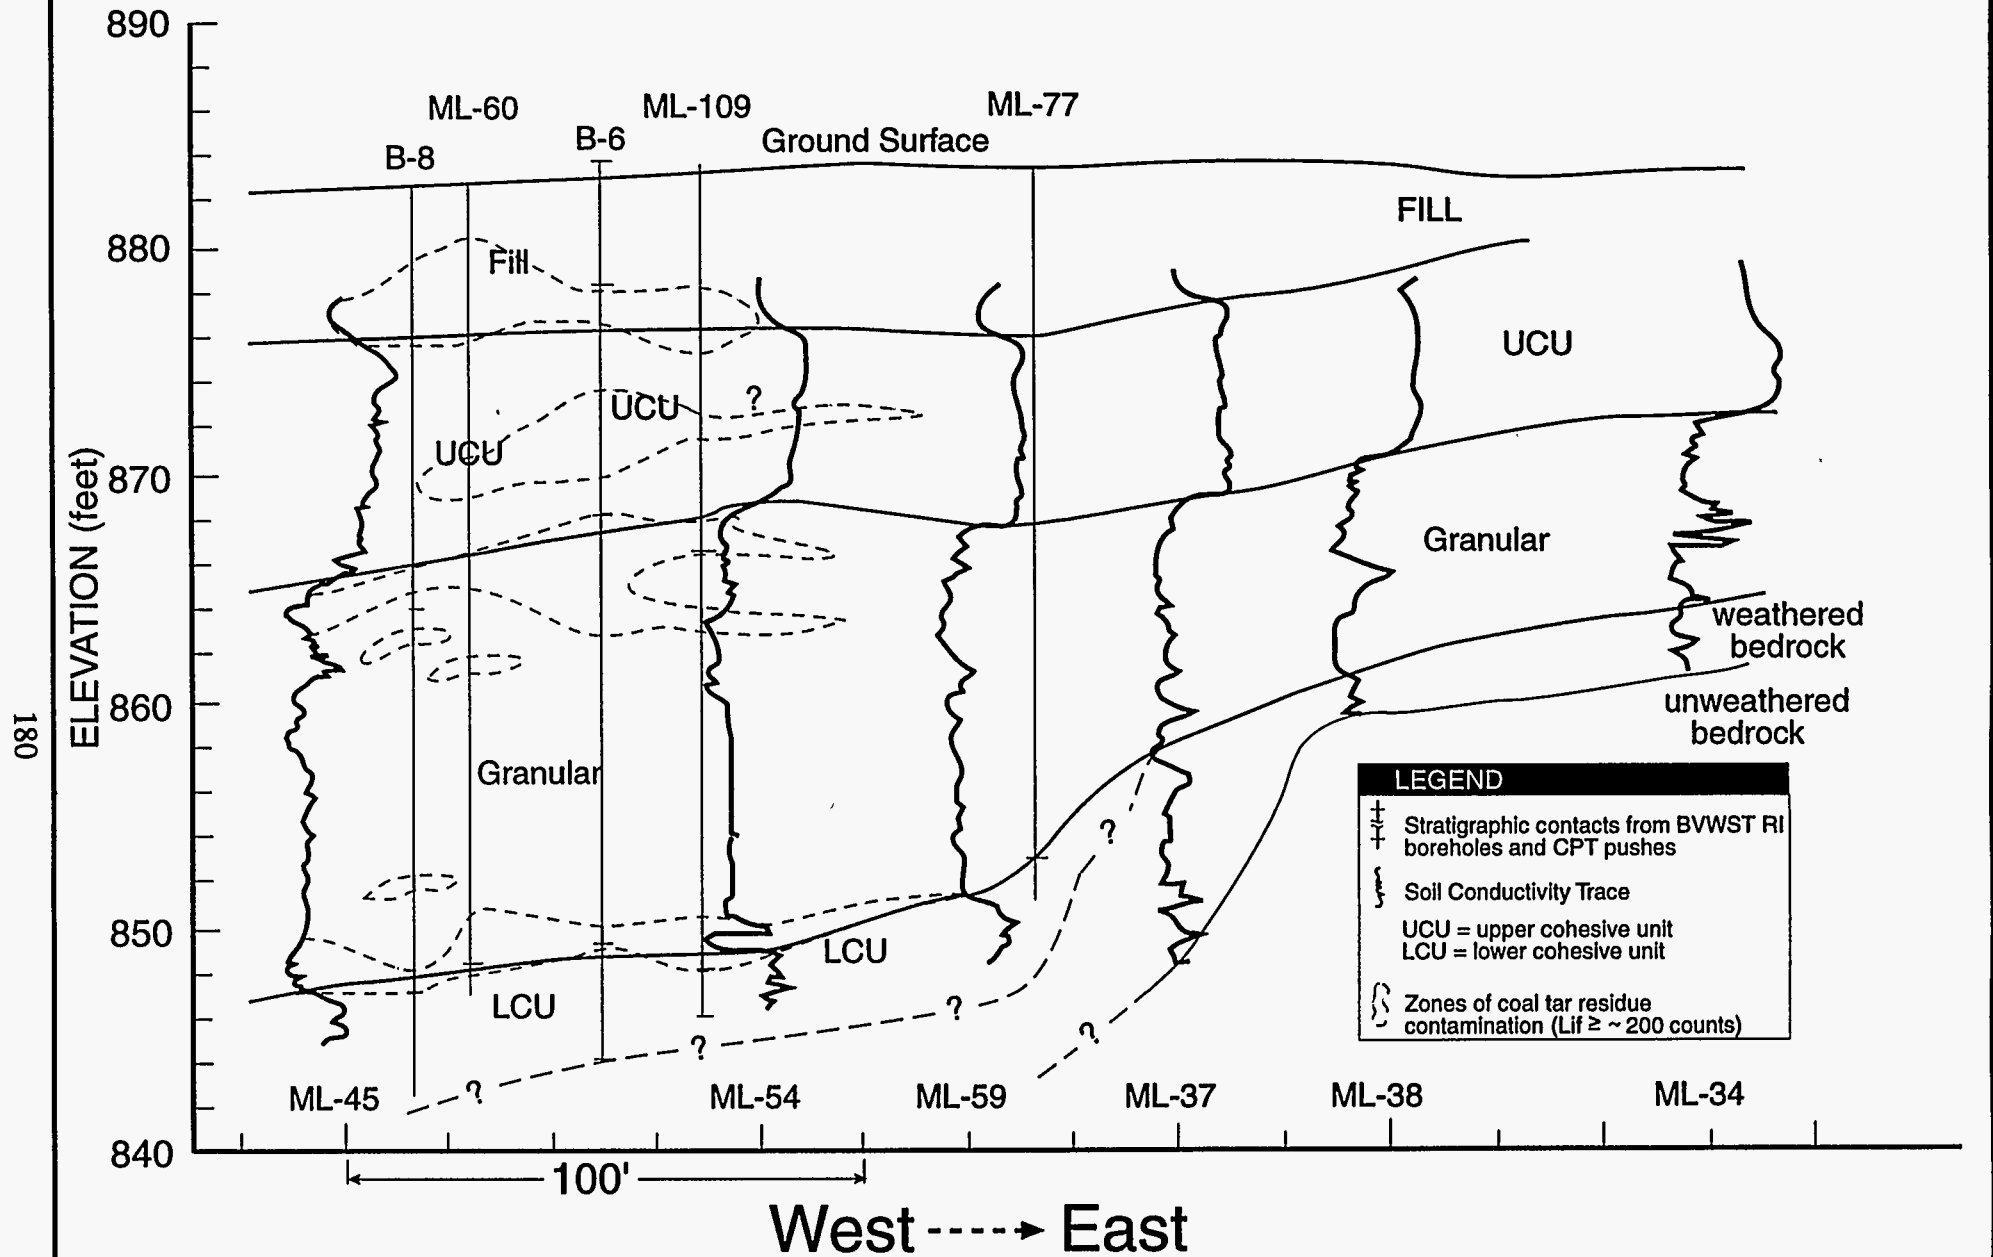 890
880
870
860
850
840
ELEVATION (feet)
180
ML-60
ML-109
ML-77
B-8
B-6
Ground Surface
FILL
Fill
UCU
UCU
?
UCU
Granular
Granular
weathered
bedrock
unweathered
bedrock
LCU
LCU
?
?
?
?
?
LEGEND
Stratigraphic contacts from BVWST RI
boreholes and CPT pushes
Soil Conductivity Trace
UCU = upper cohesive unit
LCU = lower cohesive unit
Zones of coal tar residue
contamination (Lif ≥ ~ 200 counts)
ML-45
ML-54
ML-59
ML-37
ML-38
ML-34
100'
West
East